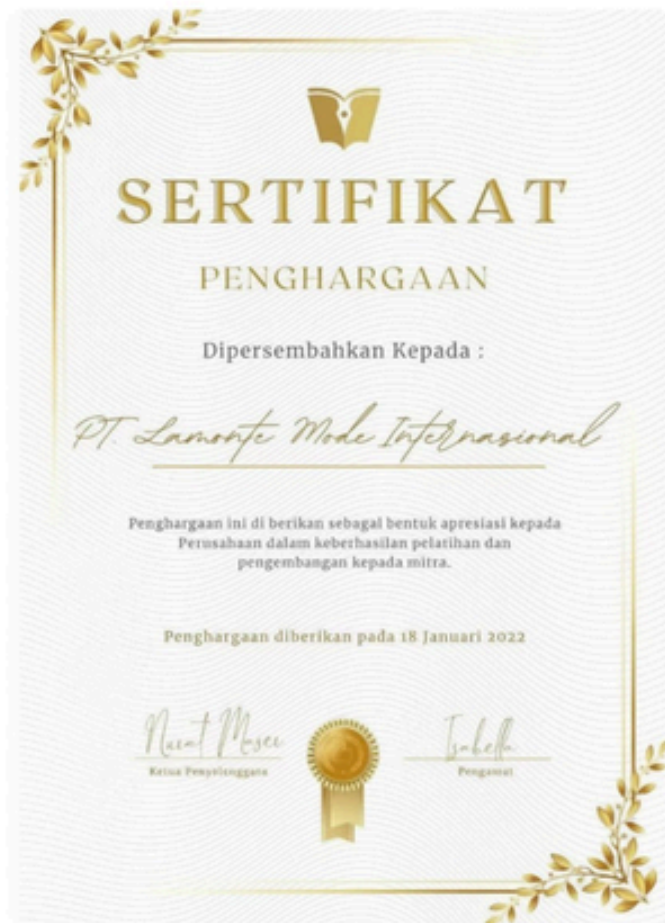 SERTIFIKAT
PENGHARGAAN
Dipersembahkan Kepada :
PT. Lamonte Mode Internasional
Penghargaan ini di berikan sebagai bentuk apresiasi kepada
Perusahaan dalam keberhasilan pelatihan dan
pengembangan kepada mitra.
Penghargaan diberikan pada 18 Januari 2022
Isabella
Ketua Penyelenggara
Pengamat